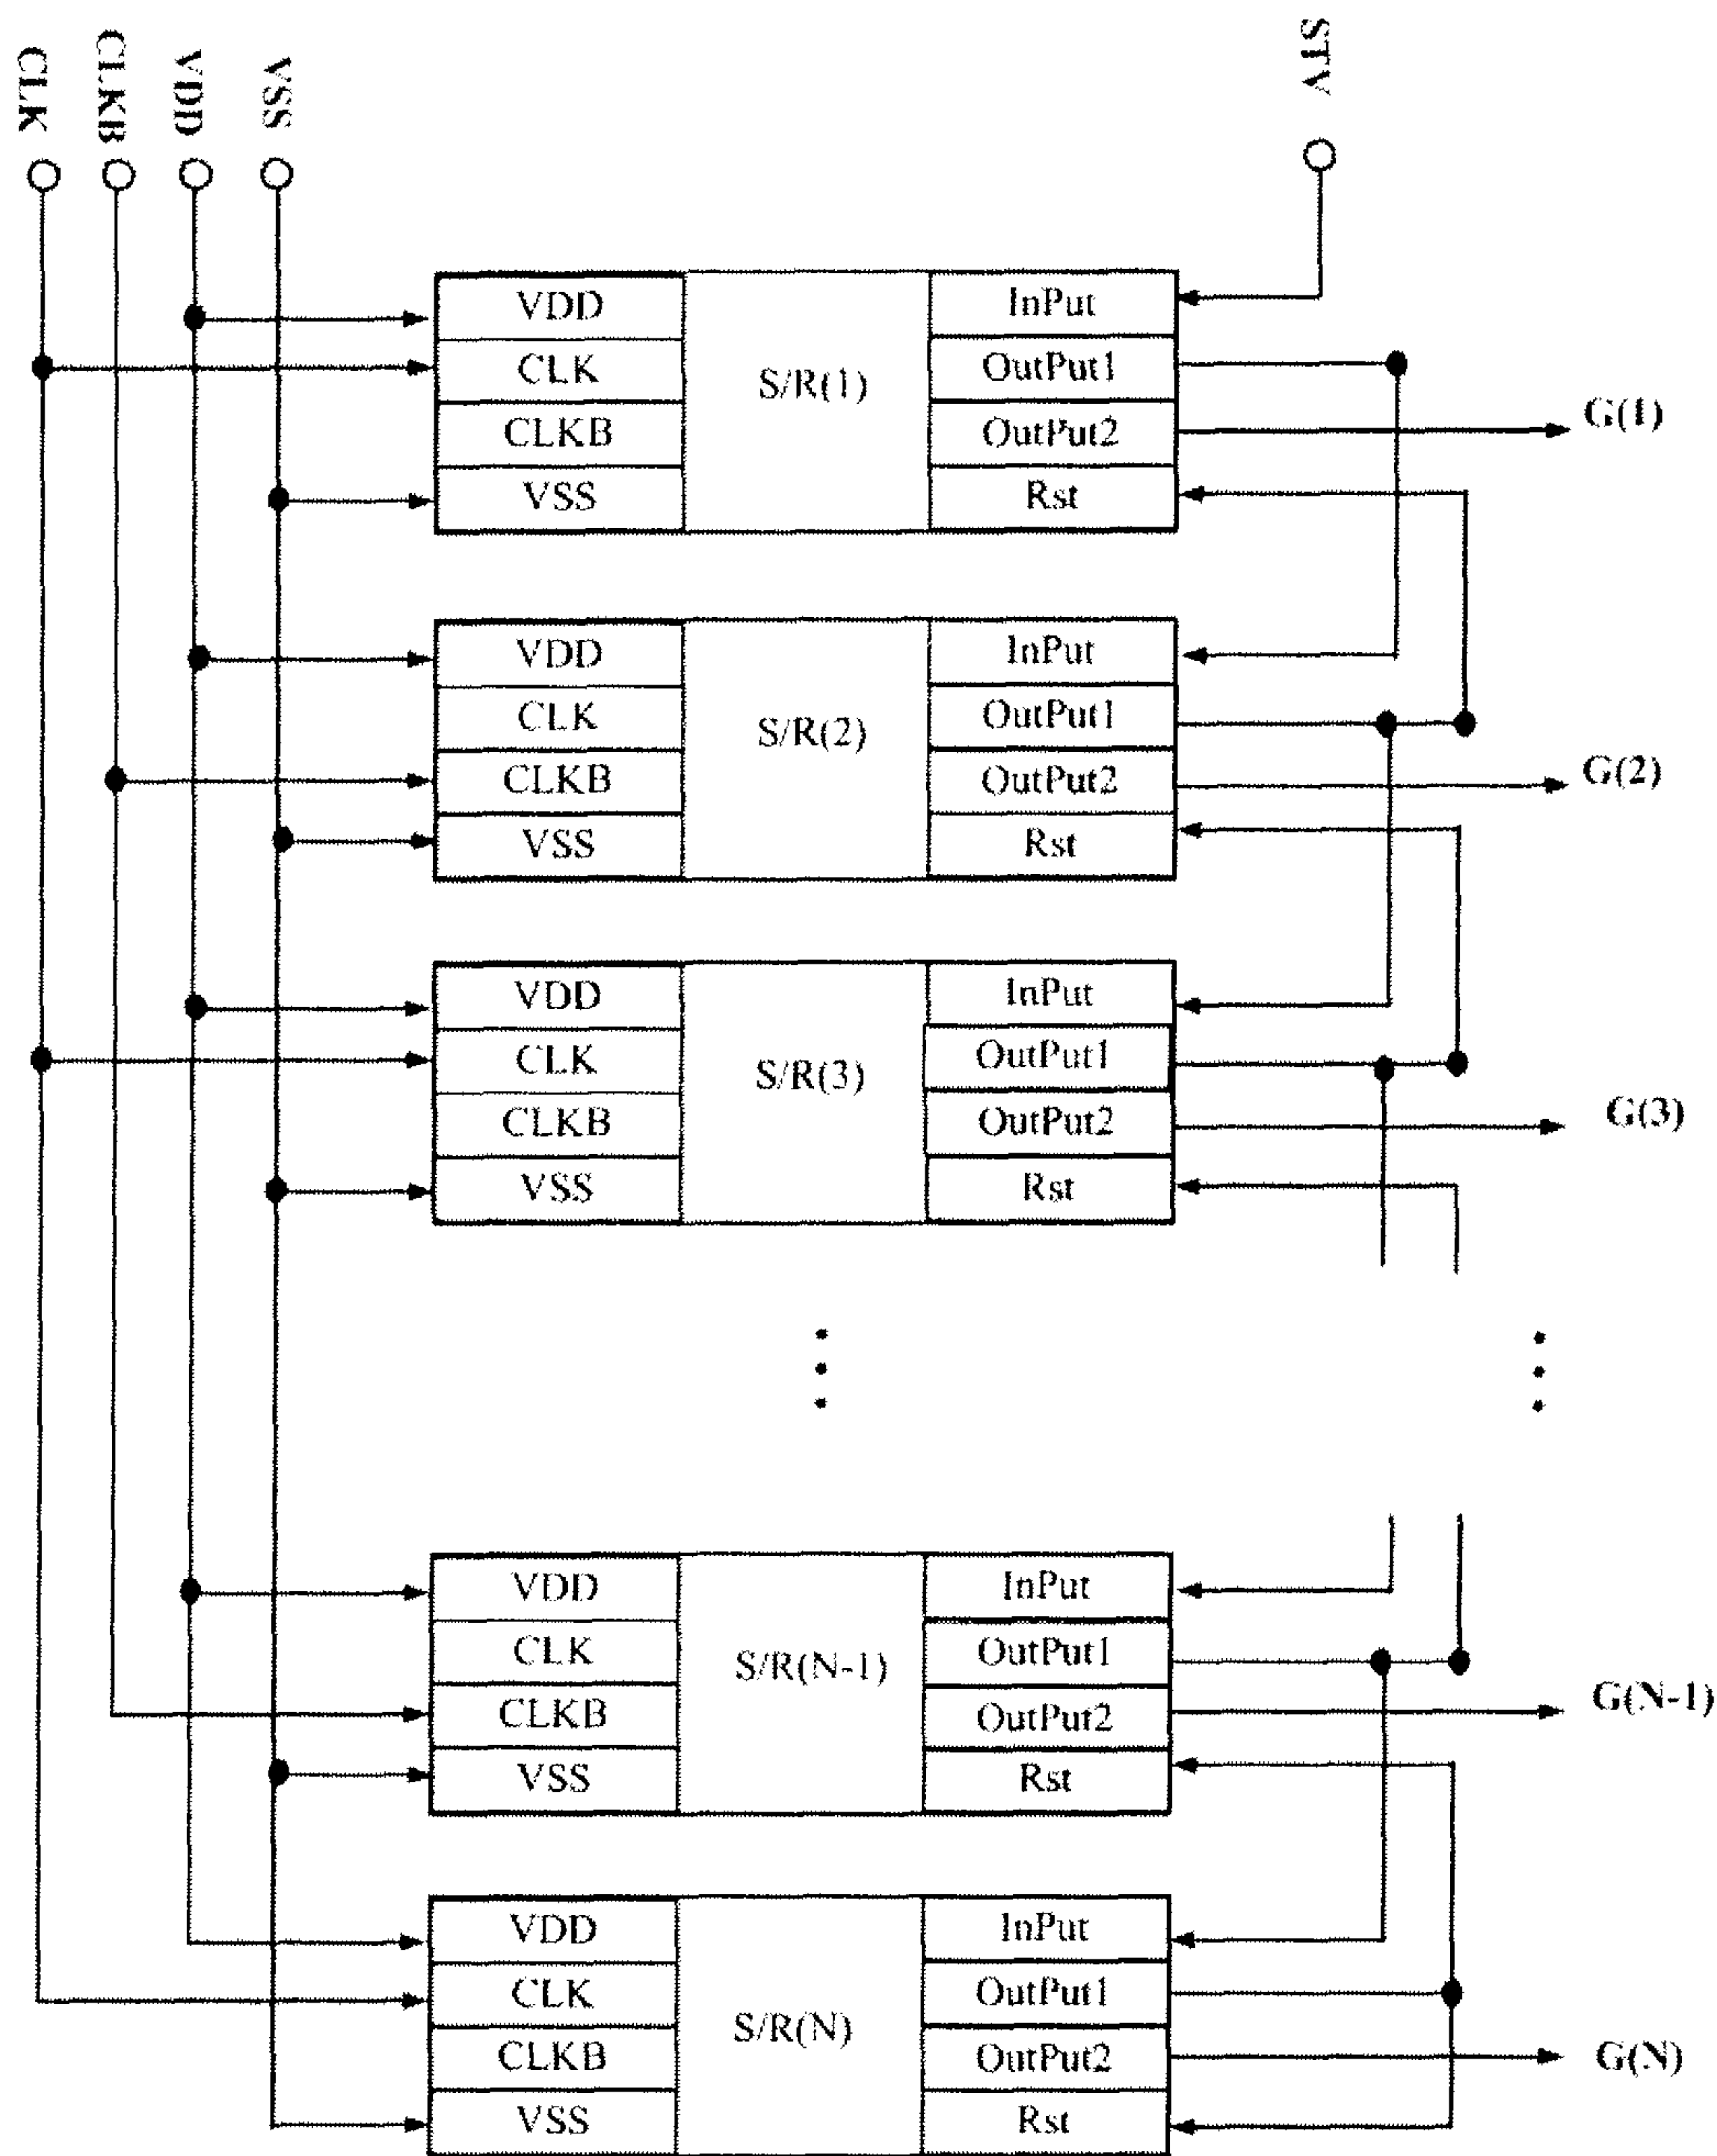 CLK
CLKB
VDD
VSS
STV
VDD
CLK
CLKB
VSS
S/R(1)
InPut
OutPut1
OutPut2
Rst
G(1)
VDD
CLK
CLKB
VSS
S/R(2)
InPut
OutPut1
OutPut2
Rst
G(2)
VDD
CLK
CLKB
VSS
S/R(3)
InPut
OutPut1
OutPut2
Rst
G(3)
VDD
CLK
CLKB
VSS
S/R(N-1)
InPut
OutPut1
OutPut2
Rst
G(N-1)
VDD
CLK
CLKB
VSS
S/R(N)
InPut
OutPut1
OutPut2
Rst
G(N)